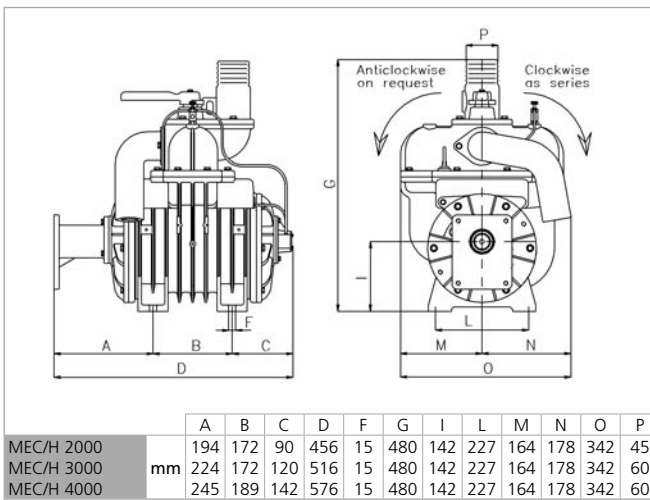 P
Anticlockwise on request
Clockwise as series
G
I
F
L
A
B
C
M
N
D
O
A B C D F G I L M N O P
MEC/H 2000 194 172 90 456 15 480 142 227 164 178 342 45
MEC/H 3000 mm 224 172 120 516 15 480 142 227 164 178 342 60
MEC/H 4000 245 189 142 576 15 480 142 227 164 178 342 60